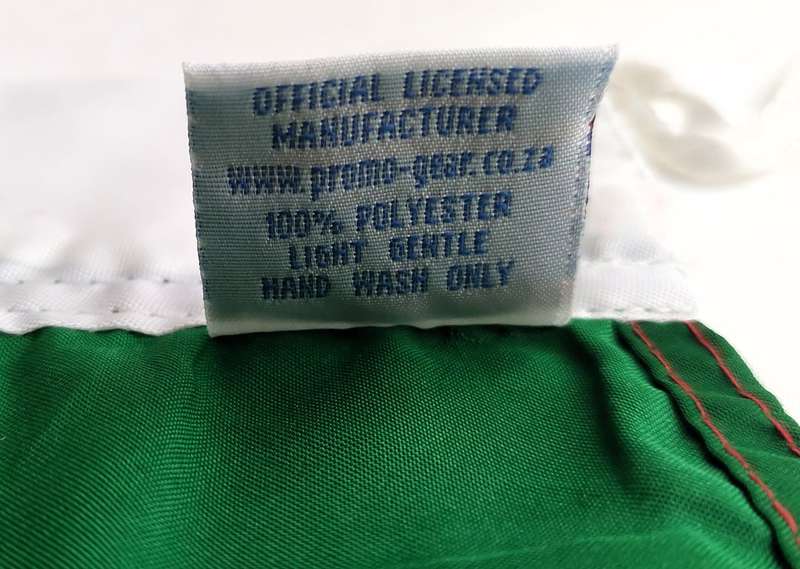 OFFICIAL LICENSED
MANUFACTURER
www.promo-gear.co.za
100% POLYESTER
LIGHT GENTLE
HAND WASH ONLY